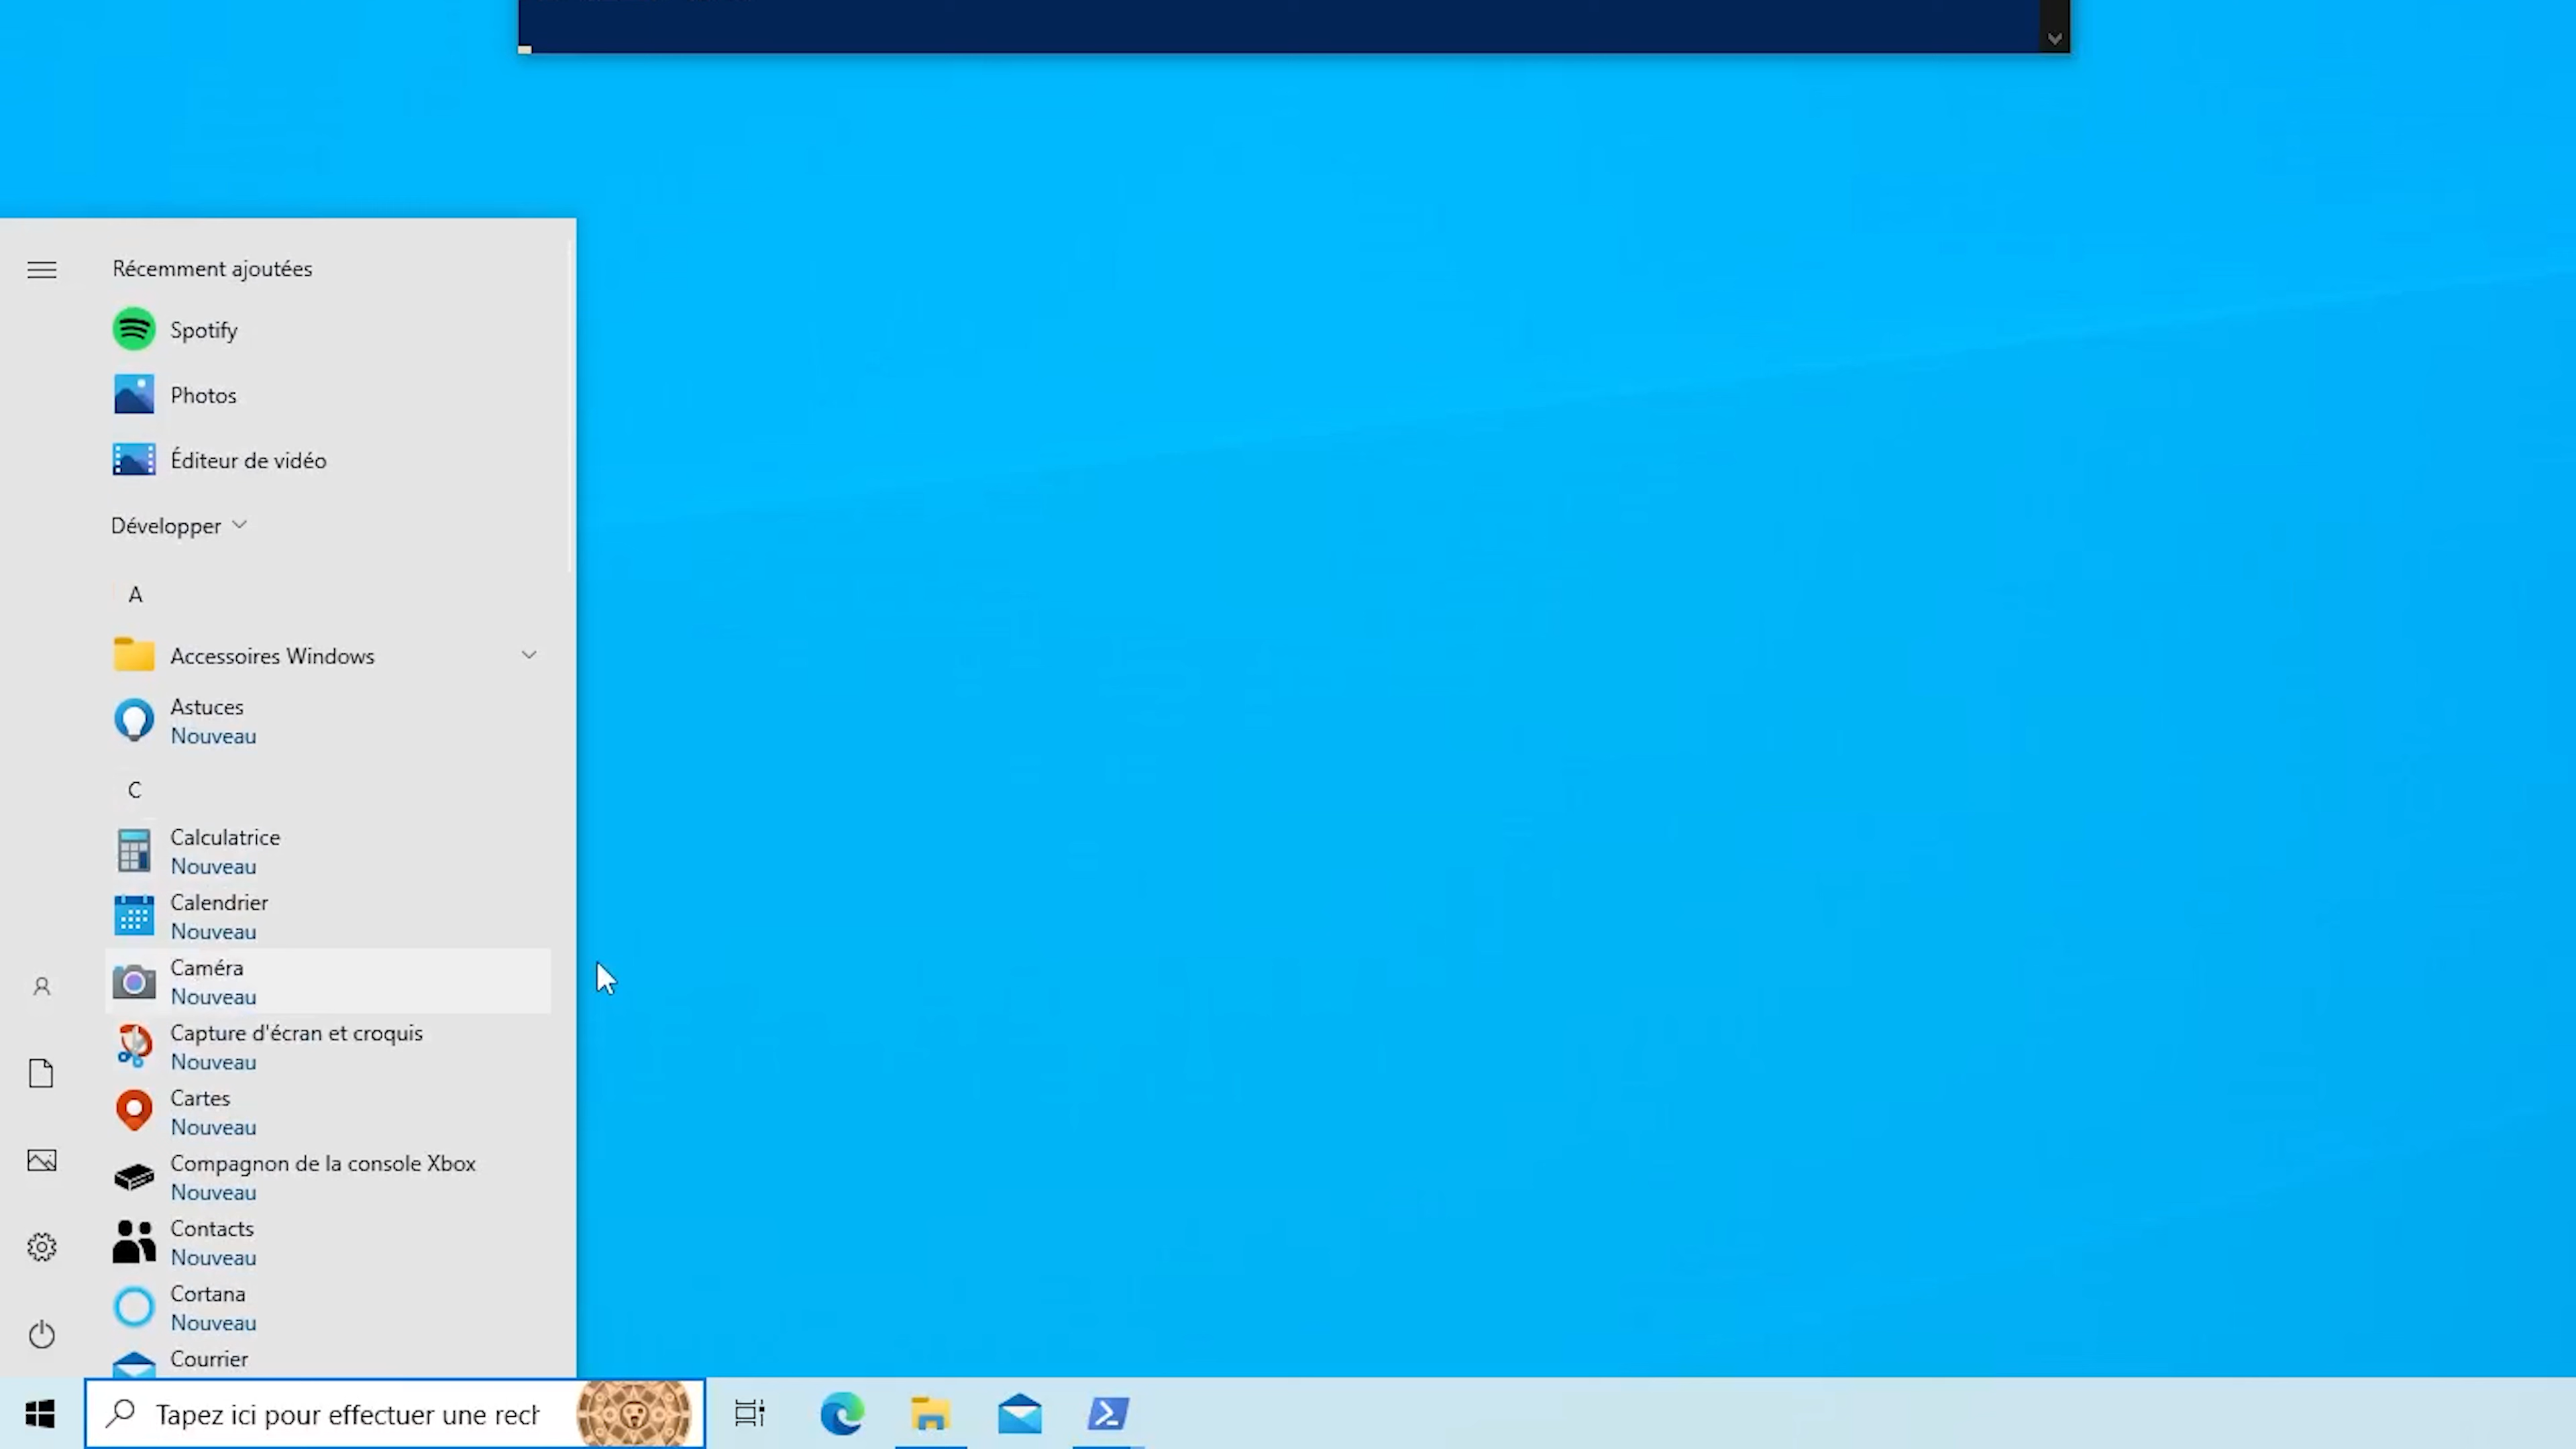 Récemment ajoutées
Spotify
Photos
Éditeur de vidéo
Développer
A
Accessoires Windows
Astuces
Nouveau
C
Calculatrice
Nouveau
Calendrier
Nouveau
Caméra
Nouveau
Capture d'écran et croquis
Nouveau
Cartes
Nouveau
Compagnon de la console Xbox
Nouveau
Contacts
Nouveau
Cortana
Nouveau
Courrier
Tapez ici pour effectuer une rech